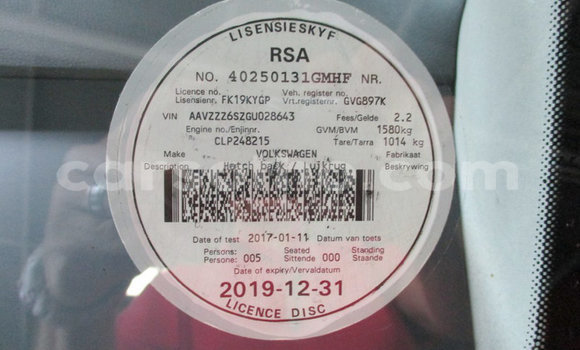 LISENSIESKYF
RSA
NO. 40250131GMHF NR.
Licence no. Veh. register no.
Lisensienr. FK19KYGP Vrt.registernr. GVG897K
VIN AAVZZZ6SZGU028643 Fees/Gelde 2.2
Engine no./Enjinnr. GVM/BVM 1580kg
CLP248215 Tare/Tarra 1014 kg
Make VOLKSWAGEN Fabrikaat
Description Hatch back / Luikrug Beskrywing
Date of test 2017-01-11 Datum van toets
Persons: Seated Standing
Persone: 005 Sittende 000 Staande
Date of expiry/Vervaldatum
2019-12-31
LICENCE DISC